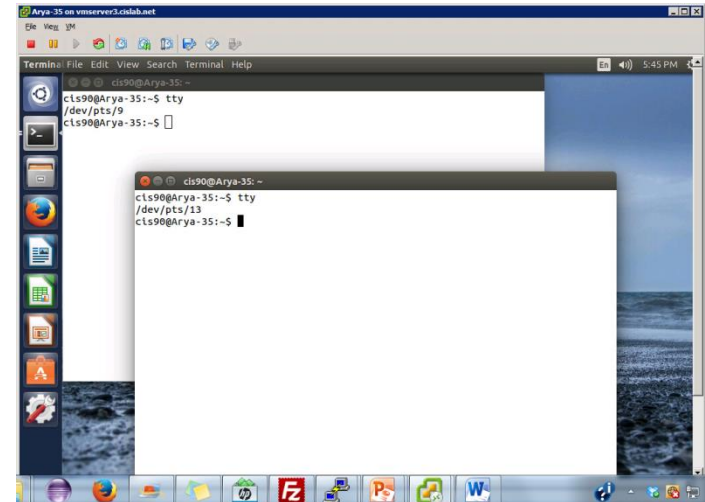 Arya-35 on vmserver3.cislab.net
File View VM
Terminal File Edit View Search Terminal Help
En 5:45 PM
cis90@Arya-35: ~
cis90@Arya-35:~$ tty
/dev/pts/9
cis90@Arya-35:~$
cis90@Arya-35: ~
cis90@Arya-35:~$ tty
/dev/pts/13
cis90@Arya-35:~$